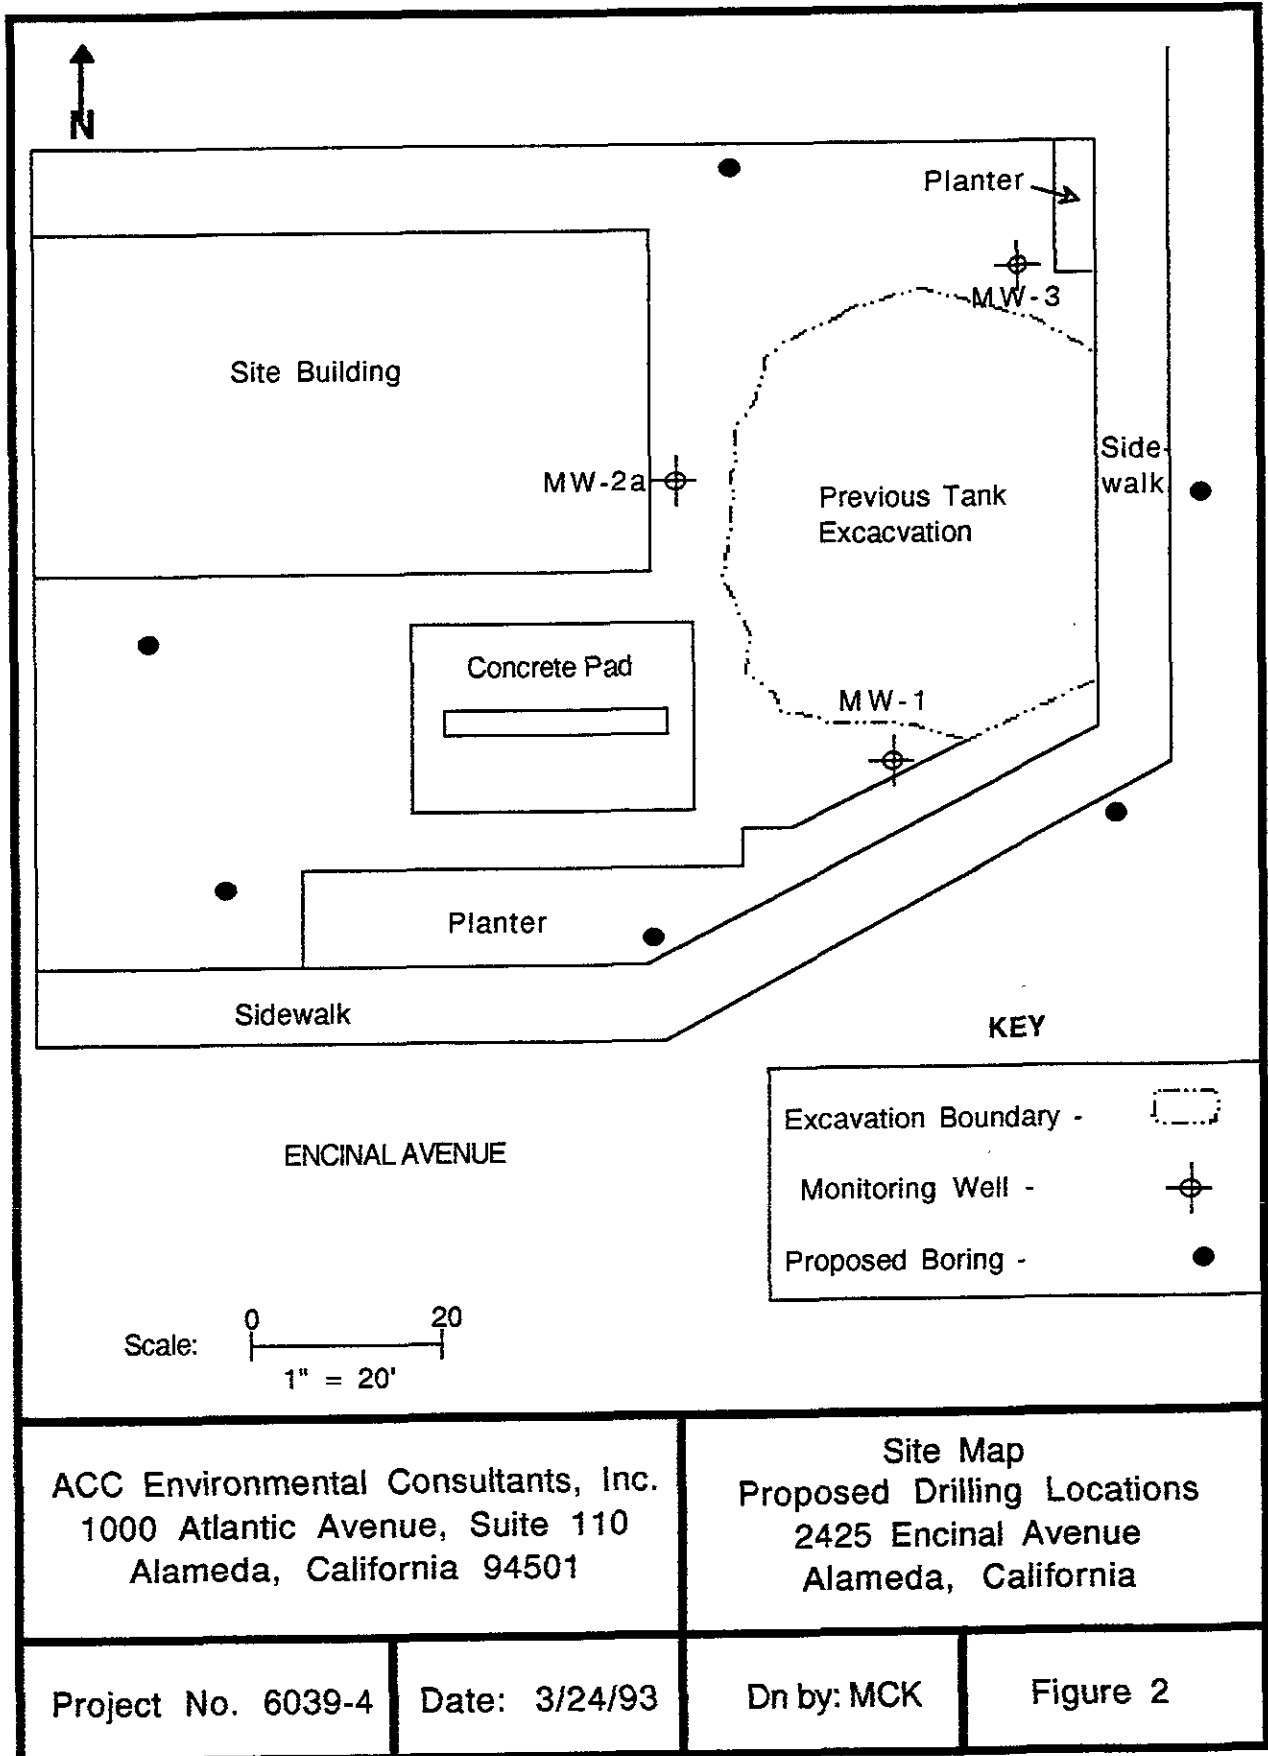 N
Planter
MW-3
Site Building
Side-
walk
MW-2a
Previous Tank
Excacvation
Concrete Pad
MW-1
Planter
Sidewalk
KEY
Excavation Boundary -
Monitoring Well -
Proposed Boring -
ENCINAL AVENUE
0 20
Scale:
1" = 20'
ACC Environmental Consultants, Inc.
1000 Atlantic Avenue, Suite 110
Alameda, California 94501
Site Map
Proposed Drilling Locations
2425 Encinal Avenue
Alameda, California
Project No. 6039-4
Date: 3/24/93
Dn by: MCK
Figure 2